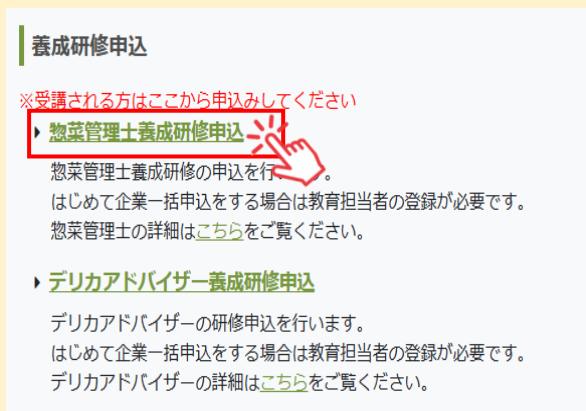 養成研修申込
※受講される方はここから申込みしてください
惣菜管理士養成研修申込
惣菜管理士養成研修の申込を行 。
はじめて企業一括申込をする場合は教育担当者の登録が必要です。
惣菜管理士の詳細はこちらをご覧ください。
デリカアドバイザー養成研修申込
デリカアドバイザーの研修申込を行います。
はじめて企業一括申込をする場合は教育担当者の登録が必要です。
デリカアドバイザーの詳細はこちらをご覧ください。